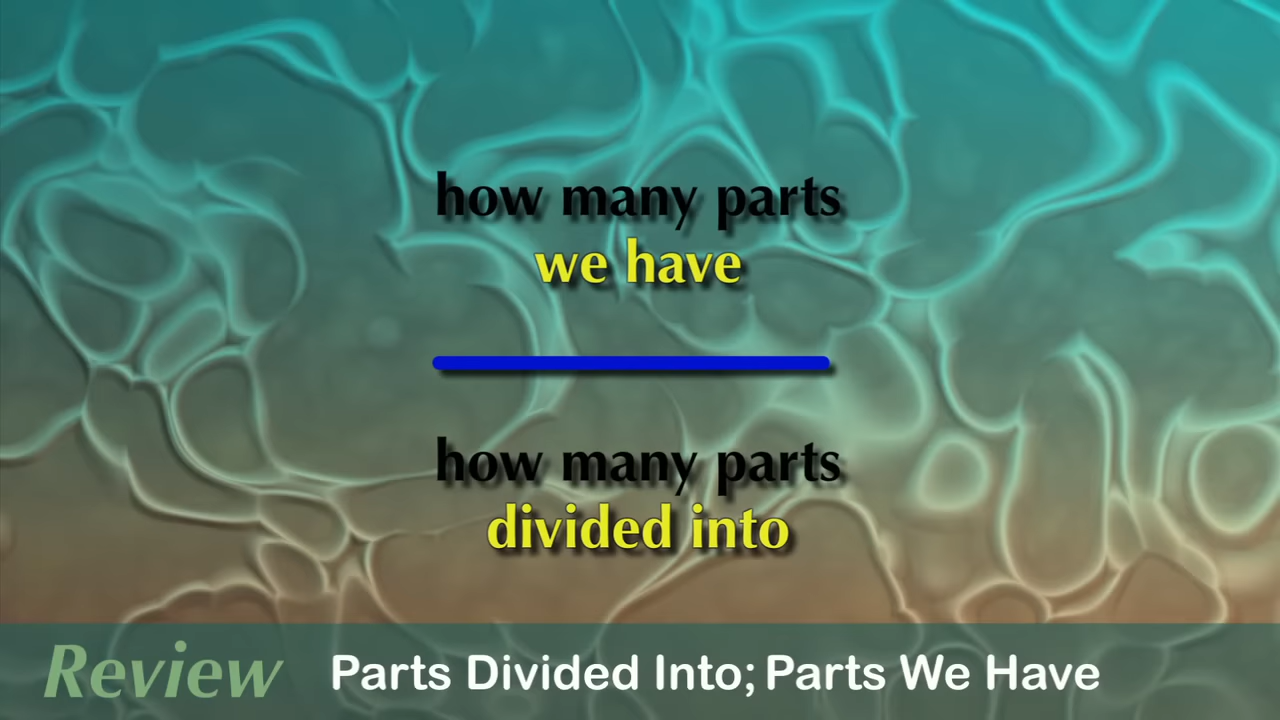 how many parts
we have
how many parts
divided into
Review Parts Divided Into; Parts We Have